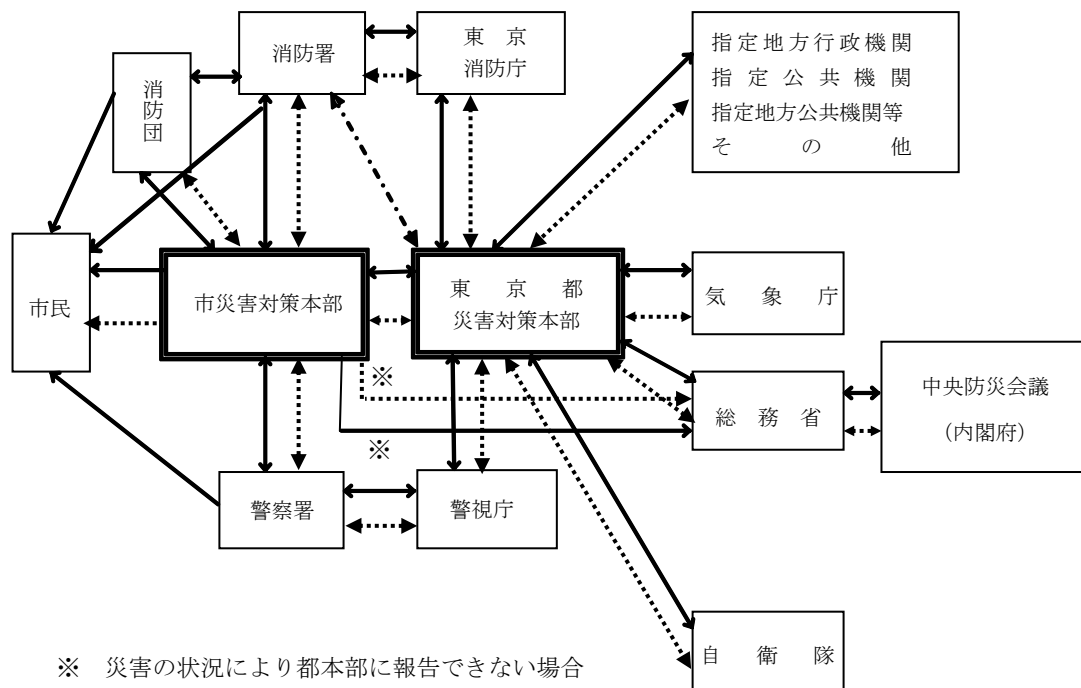 消防署
東　京
消防庁
指定地方行政機関
指定公共機関
指定地方公共機関等
そ　の　他
消防団
市民
市災害対策本部
東　京　都
災害対策本部
気　象　庁
※
総　務　省
中央防災会議
（内閣府）
※
警察署
警視庁
自　衛　隊
※　災害の状況により都本部に報告できない場合